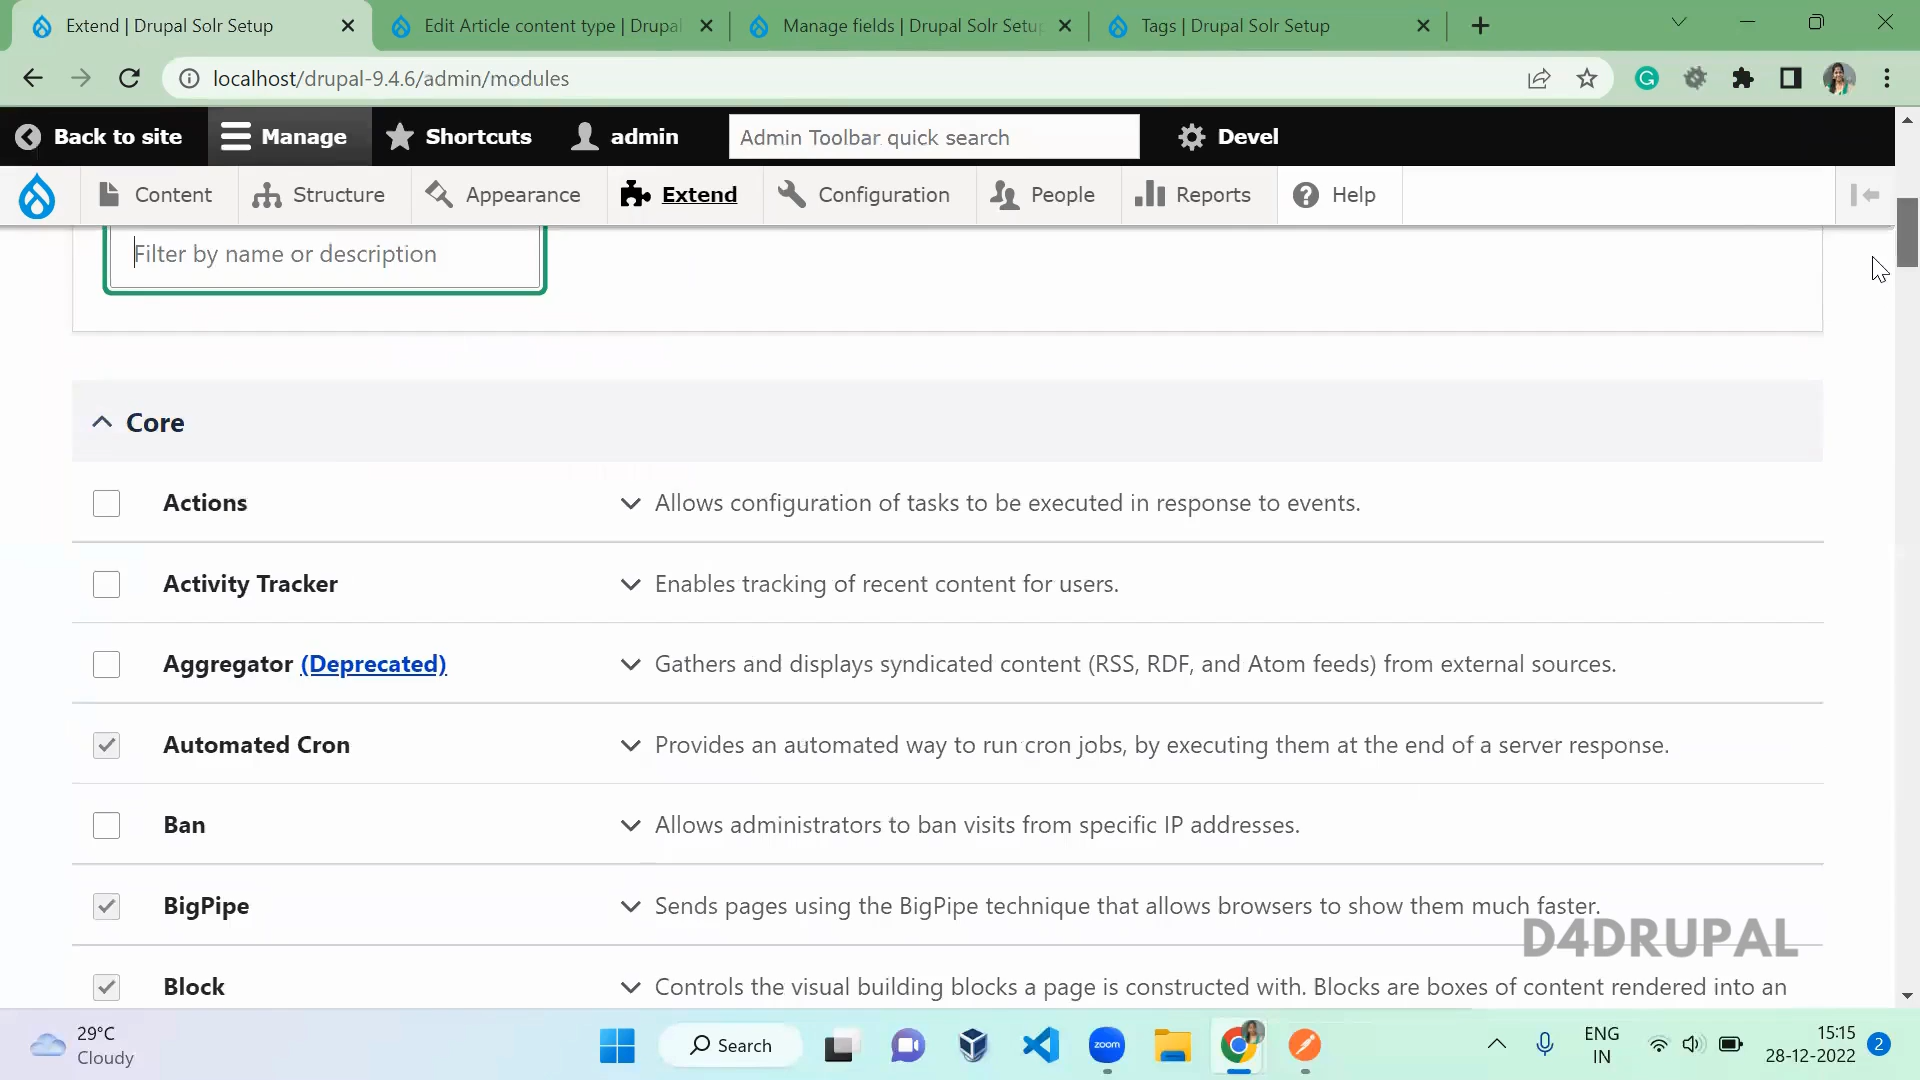 Extend | Drupal Solr Setup
Edit Article content type | Drupal
Manage fields | Drupal Solr Setup
Tags | Drupal Solr Setup
localhost/drupal-9.4.6/admin/modules
Back to site
Manage
Shortcuts
admin
Admin Toolbar quick search
Devel
Content
Structure
Appearance
Extend
Configuration
People
Reports
Help
Filter by name or description
Core
Actions
Allows configuration of tasks to be executed in response to events.
Activity Tracker
Enables tracking of recent content for users.
Aggregator (Deprecated)
Gathers and displays syndicated content (RSS, RDF, and Atom feeds) from external sources.
Automated Cron
Provides an automated way to run cron jobs, by executing them at the end of a server response.
Ban
Allows administrators to ban visits from specific IP addresses.
BigPipe
Sends pages using the BigPipe technique that allows browsers to show them much faster.
D4DRUPAL
Block
Controls the visual building blocks a page is constructed with. Blocks are boxes of content rendered into an
29°C
Cloudy
Search
zoom
ENG
IN
15:15
28-12-2022
2